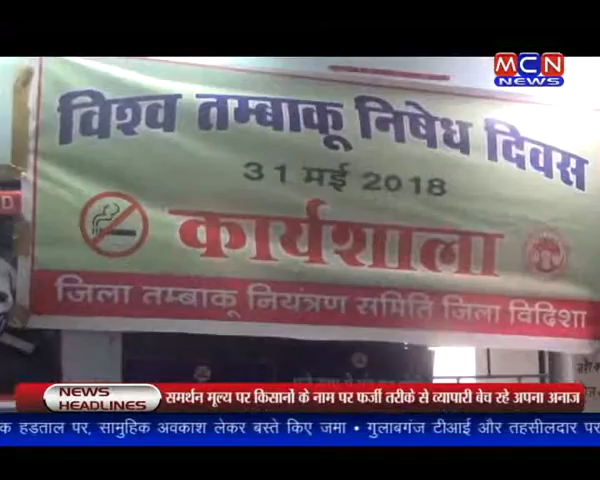 MCN
NEWS
विश्व तम्बाकू निषेध दिवस
31 मई 2018
कार्यशाला
जिला तम्बाकू नियंत्रण समिति जिला विदिशा
NEWS
HEADLINES
समर्थन मूल्य पर किसानो के नाम पर फर्जी तरीके से व्यापारी बेच रहे अपना अनाज
क हडताल पर, सामुहिक अवकाश लेकर बस्ते किए जमा • गुलाबगंज टीआई और तहसीलदार पर